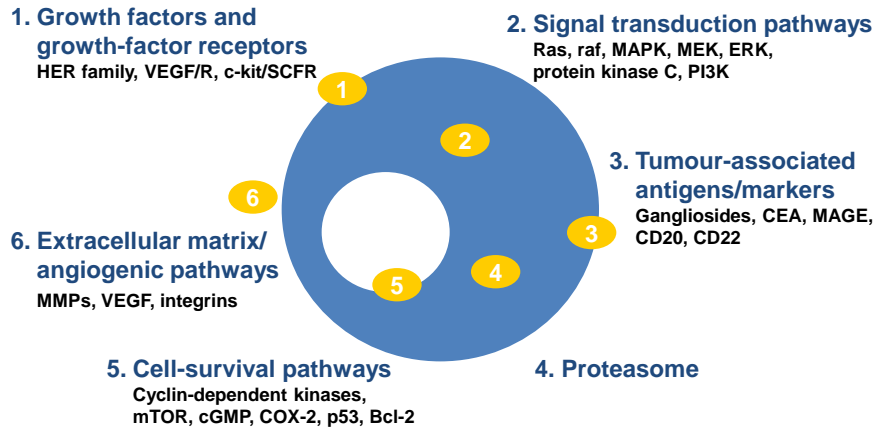 1. Growth factors and
growth-factor receptors
HER family, VEGF/R, c-kit/SCFR
2. Signal transduction pathways
Ras, raf, MAPK, MEK, ERK,
protein kinase C, PI3K
1
2
6
3. Tumour-associated
antigens/markers
Gangliosides, CEA, MAGE,
CD20, CD22
3
6. Extracellular matrix/
angiogenic pathways
MMPs, VEGF, integrins
4
5
5. Cell-survival pathways
Cyclin-dependent kinases,
mTOR, cGMP, COX-2, p53, Bcl-2
4. Proteasome